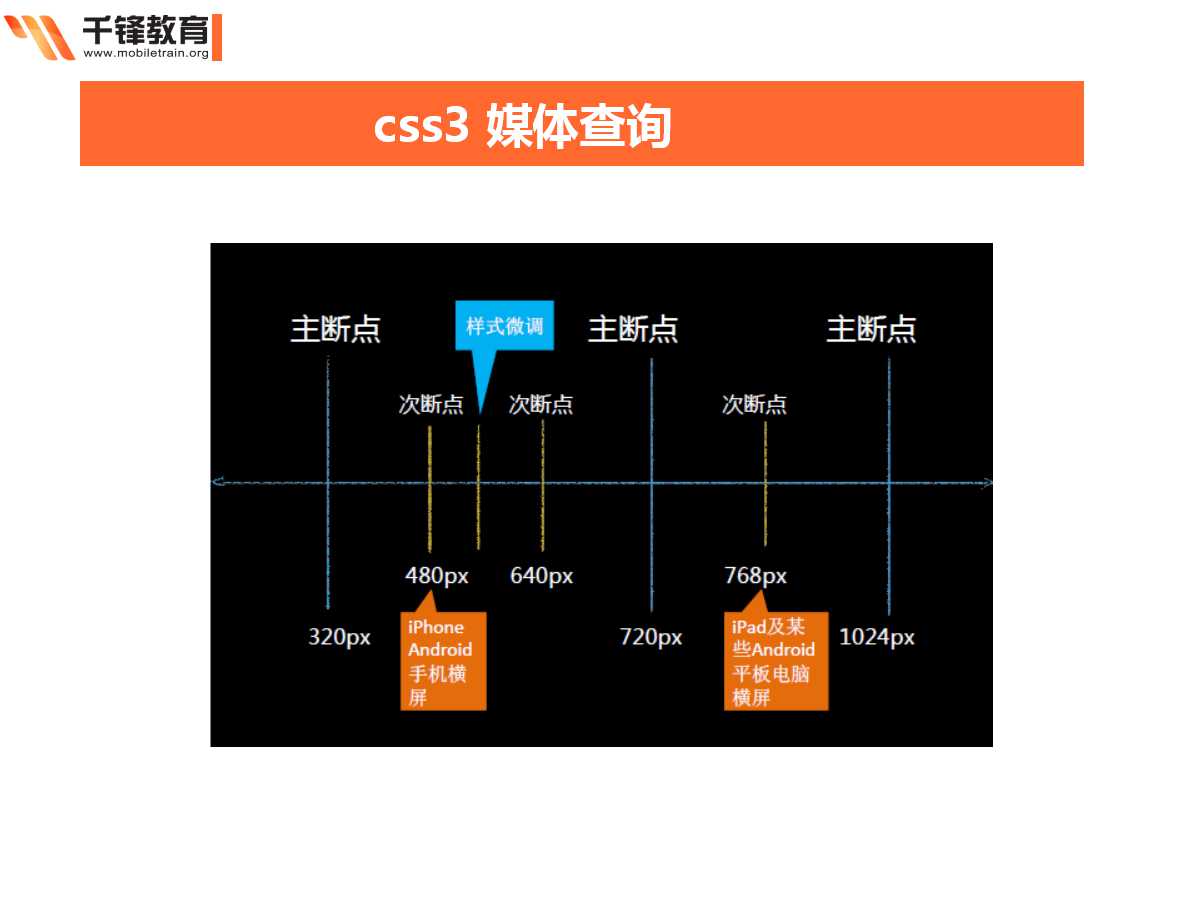 千锋教育
www.mobiletrain.org
css3 媒体查询
主断点
样式微调
主断点
主断点
次断点
次断点
次断点
480px
640px
768px
320px
iPhone
Android
手机横
屏
720px
iPad及某
些Android
平板电脑
横屏
1024px